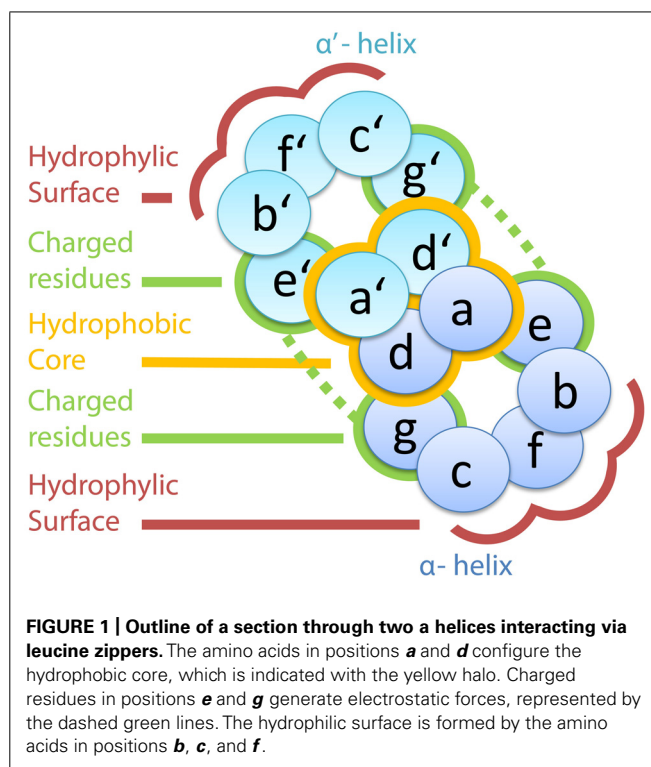 α'- helix
Hydrophylic
Surface
c‘
f‘
g‘
b‘
d‘
Charged
residues
e‘
a‘
a
e
Hydrophobic
Core
d
b
Charged
residues
g
f
c
Hydrophylic
Surface
α- helix
FIGURE 1 | Outline of a section through two a helices interacting via
leucine zippers. The amino acids in positions a and d configure the
hydrophobic core, which is indicated with the yellow halo. Charged
residues in positions e and g generate electrostatic forces, represented by
the dashed green lines. The hydrophilic surface is formed by the amino
acids in positions b, c, and f.